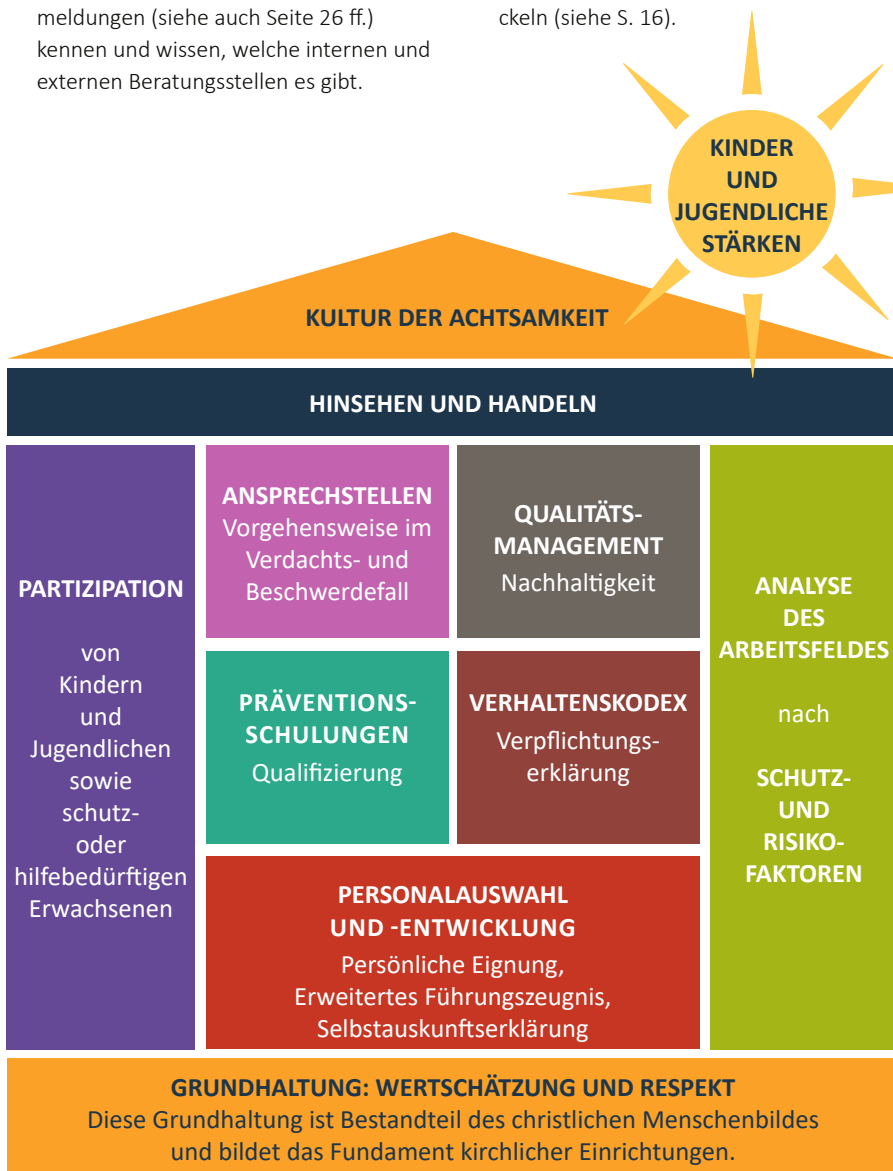 meldungen (siehe auch Seite 26 ff.)
kennen und wissen, welche internen und
externen Beratungsstellen es gibt.
ckeln (siehe S. 16).
KINDER
UND
JUGENDLICHE
STÄRKEN
KULTUR DER ACHTSAMKEIT
HINSEHEN UND HANDELN
PARTIZIPATION
von
Kindern
und
Jugendlichen
sowie
schutz-
oder
hilfebedürftigen
Erwachsenen
ANSPRECHSTELLEN
Vorgehensweise im
Verdachts- und
Beschwerdefall
QUALITÄTS-
MANAGEMENT
Nachhaltigkeit
PRÄVENTIONS-
SCHULUNGEN
Qualifizierung
VERHALTENSKODEX
Verpflichtungs-
erklärung
PERSONALAUSWAHL
UND -ENTWICKLUNG
Persönliche Eignung,
Erweitertes Führungszeugnis,
Selbstauskunftserklärung
ANALYSE
DES
ARBEITSFELDES
nach
SCHUTZ-
UND
RISIKO-
FAKTOREN
GRUNDHALTUNG: WERTSCHÄTZUNG UND RESPEKT
Diese Grundhaltung ist Bestandteil des christlichen Menschenbildes
und bildet das Fundament kirchlicher Einrichtungen.